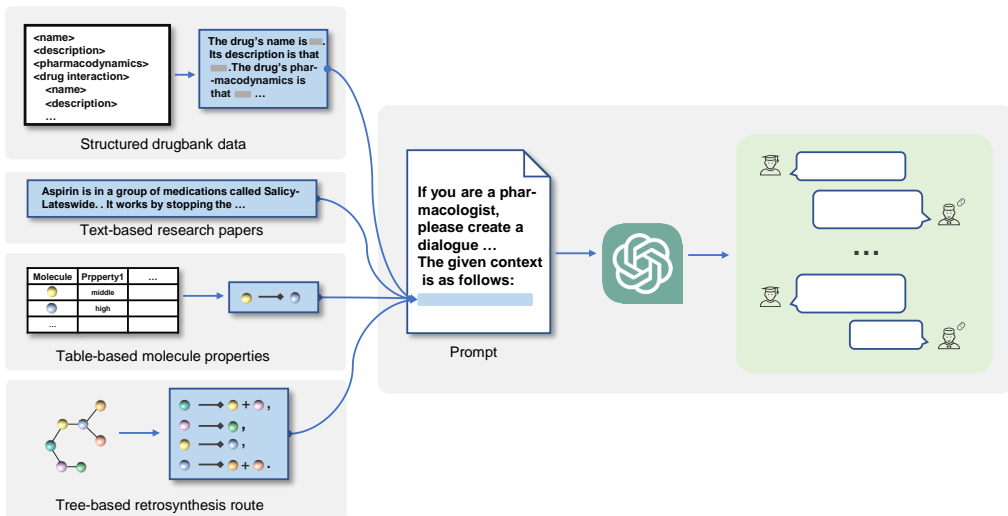 <name>
<description>
<pharmacodynamics>
<drug interaction>
<name>
<description>
…
The drug's name is .
Its description is that
.The drug's phar-
-macodynamics is
that …
Structured drugbank data
Aspirin is in a group of medications called Salicy-
Lateswide. . It works by stopping the …
Text-based research papers
Molecule Prpperty1 …
middle
high
…
Table-based molecule properties
+ ,
,
,
+ .
Tree-based retrosynthesis route
If you are a phar-
macologist,
please create a
dialogue …
The given context
is as follows:
Prompt
…